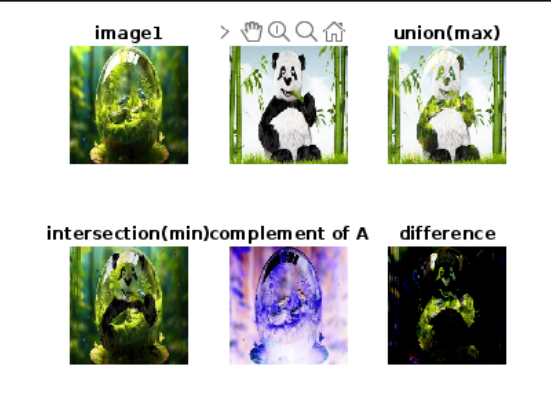 image1
union(max)
intersection(min)
complement of A
difference